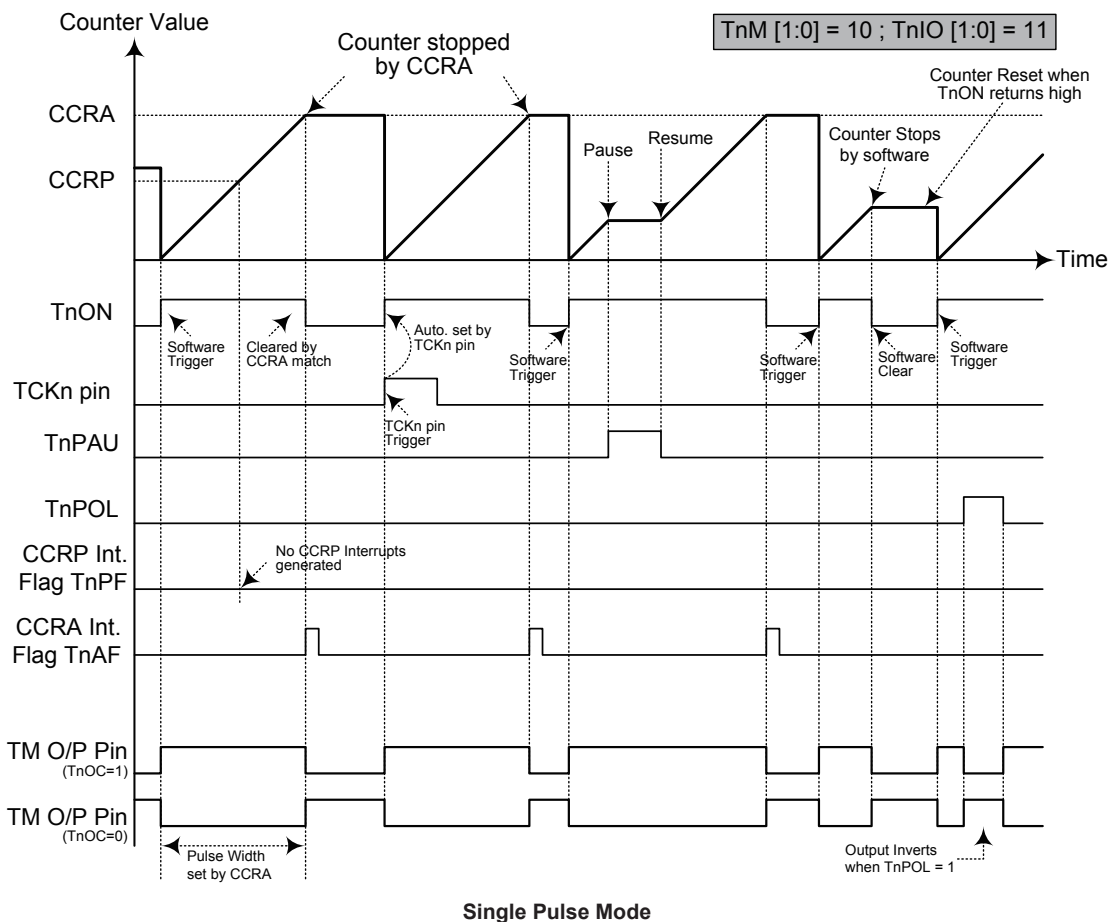 Counter Value
TnM [1:0] = 10 ; TnIO [1:0] = 11
Counter stopped
by CCRA
Counter Reset when
TnON returns high
CCRA
Counter Stops
by software
Pause
Resume
CCRP
Time
TnON
Software
Trigger
Cleared by
CCRA match
Auto. set by
TCKn pin
Software
Trigger
Software
Trigger
Software
Clear
Software
Trigger
TCKn pin
TCKn pin
Trigger
TnPAU
TnPOL
CCRP Int.
Flag TnPF
No CCRP Interrupts
generated
CCRA Int.
Flag TnAF
TM O/P Pin
(TnOC=1)
TM O/P Pin
(TnOC=0)
Pulse Width
set by CCRA
Output Inverts
when TnPOL = 1
Single Pulse Mode